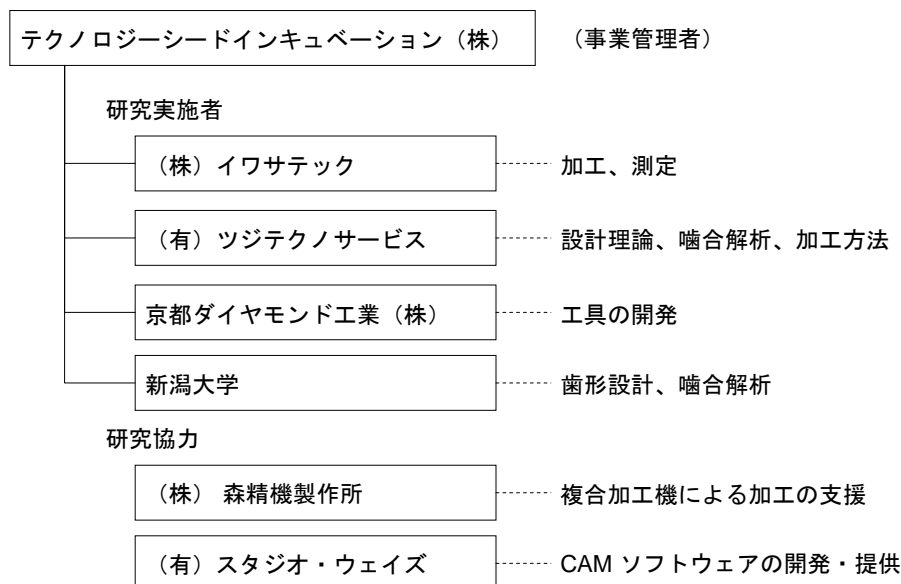 テクノロジーシードインキュベーション（株） （事業管理者）
研究実施者
（株）イワサテック 加工、測定
（有）ツジテクノサービス 設計理論、噛合解析、加工方法
京都ダイヤモンド工業（株） 工具の開発
新潟大学 歯形設計、噛合解析
研究協力
（株） 森精機製作所 複合加工機による加工の支援
（有）スタジオ・ウェイズ CAM ソフトウェアの開発・提供